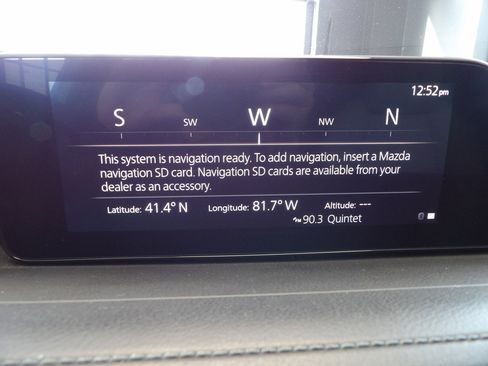 12:52pm
S SW W NW N
This system is navigation ready. To add navigation, insert a Mazda
navigation SD card. Navigation SD cards are available from your
dealer as an accessory.
Latitude: 41.4° N Longitude: 81.7° W Altitude: ---
FM 90.3 Quintet